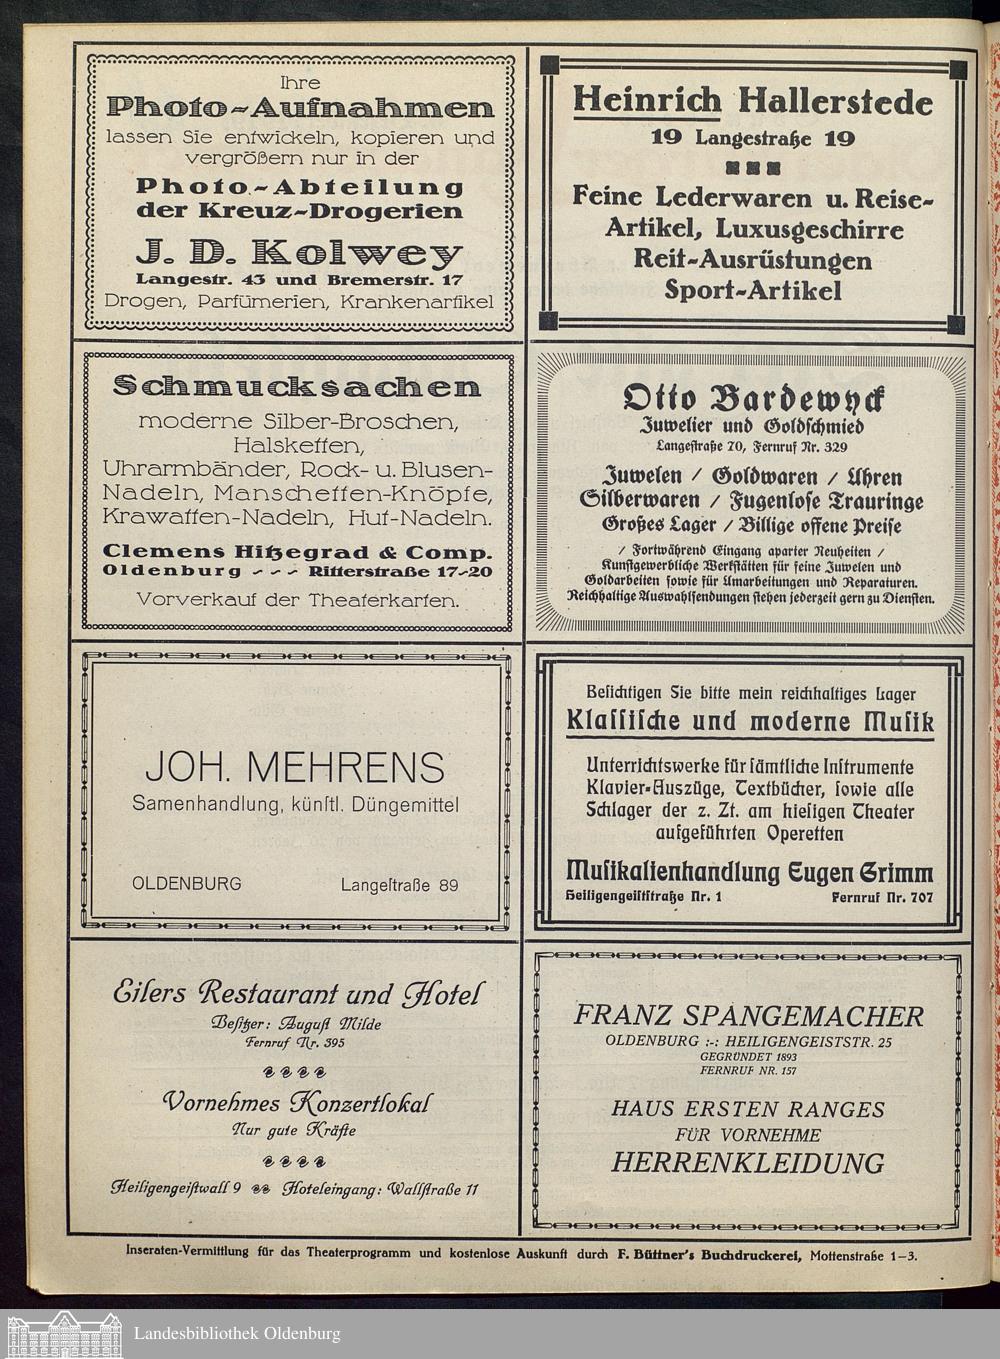 Ihre
Photo-Aufnahmen
lassen Sie entwickeln, kopieren und
vergrößern nur in der
Photo-Abteilung
der Kreuz-Drogerien
J. D. Kolwey
Langestr. 43 und Bremerstr. 17
Drogen, Parfümerien, Krankenartikel
Heinrich Hallerstede
19 Langestraße 19
Feine Lederwaren u. Reise-
Artikel, Luxusgeschirre
Reit-Ausrüstungen
Sport-Artikel
Schmucksachen
moderne Silber-Broschen,
Halsketten,
Uhrarmbänder, Rock- u. Blusen-
Nadeln, Manschetten-Knöpfe,
Krawatten-Nadeln, Hut-Nadeln.
Clemens Hitzegrad & Comp.
Oldenburg - - - Ritterstraße 17-20
Vorverkauf der Theaterkarten.
Otto Bardewyck
Juwelier und Goldschmied
Langestraße 70, Fernruf Nr. 329
Juwelen / Goldwaren / Uhren
Silberwaren / Fugenlose Trauringe
Großes Lager / Billige offene Preise
/ Fortwährend Eingang aparter Neuheiten /
Kunstgewerbliche Werkstätten für feine Juwelen und
Goldarbeiten sowie für Umarbeitungen und Reparaturen.
Reichhaltige Auswahlsendungen stehen jederzeit gern zu Diensten.
JOH. MEHRENS
Samenhandlung, künſtl. Düngemittel
OLDENBURG Langeſtraße 89
Beſichtigen Sie bitte mein reichhaltiges Lager
Klaſſiſche und moderne Muſik
Unterrichtswerke für ſämtliche Inſtrumente
Klavier-Auszüge, Textbücher, ſowie alle
Schlager der z. Zt. am hieſigen Theater
aufgeführten Operetten
Muſikalienhandlung Eugen Grimm
Heiligengeiſtſtraße Nr. 1 Fernruf Nr. 707
Eilers Restaurant und Hotel
Besitzer: August Milde
Fernruf Nr. 395
Vornehmes Konzertlokal
Nur gute Kräfte
Heiligengeistwall 9 Hoteleingang: Wallstraße 11
FRANZ SPANGEMACHER
OLDENBURG :-: HEILIGENGEISTSTR. 25
GEGRÜNDET 1893
FERNRUF NR. 157
HAUS ERSTEN RANGES
FÜR VORNEHME
HERRENKLEIDUNG
Inseraten-Vermittlung für das Theaterprogramm und kostenlose Auskunft durch F. Büttner's Buchdruckerei, Mottenstraße 1-3.
Landesbibliothek Oldenburg